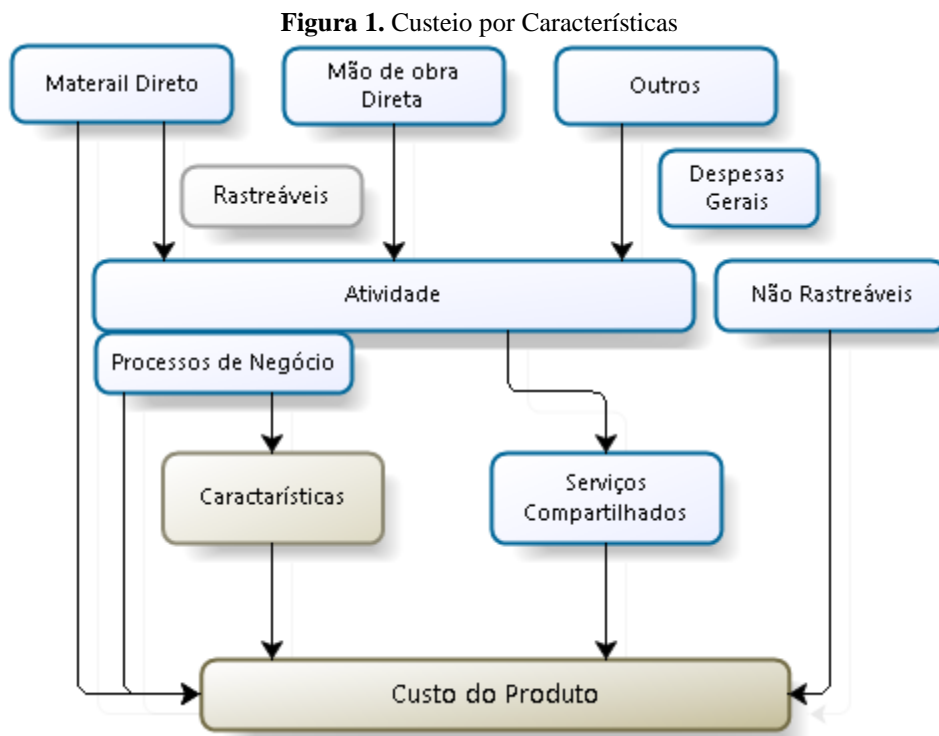 Figura 1. Custeio por Características
Materail Direto
Mão de obra
Direta
Outros
Rastreáveis
Despesas
Gerais
Atividade
Não Rastreáveis
Processos de Negócio
Caractarísticas
Serviços
Compartilhados
Custo do Produto